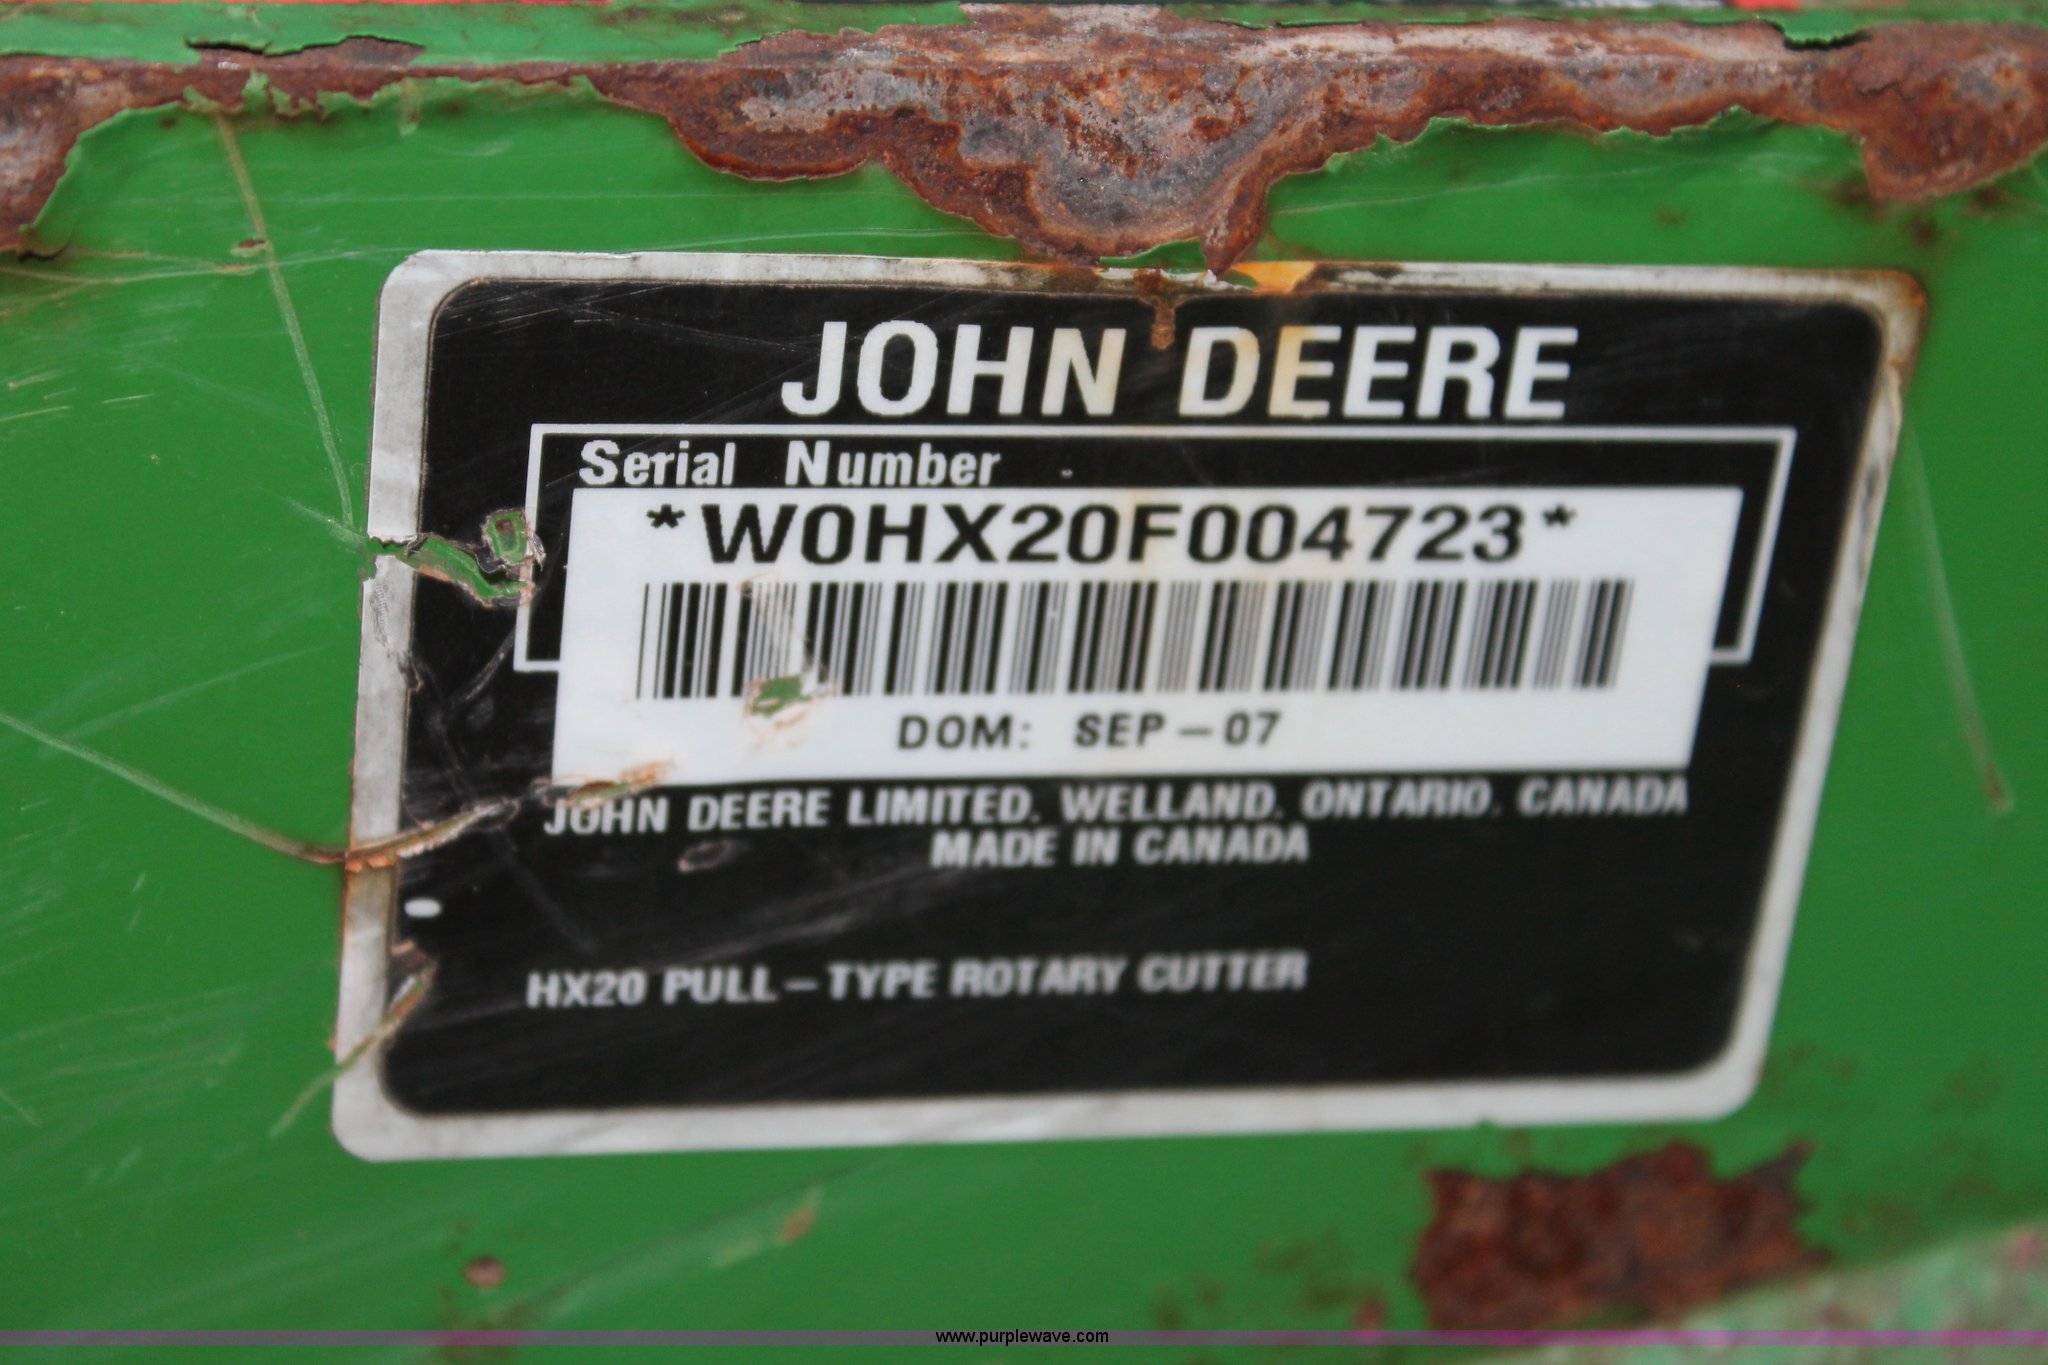 JOHN DEERE
Serial Number
*W0HX20F004723*
DOM: SEP-07
JOHN DEERE LIMITED. WELLAND. ONTARIO. CANADA
MADE IN CANADA
HX20 PULL-TYPE ROTARY CUTTER
www.purplewave.com